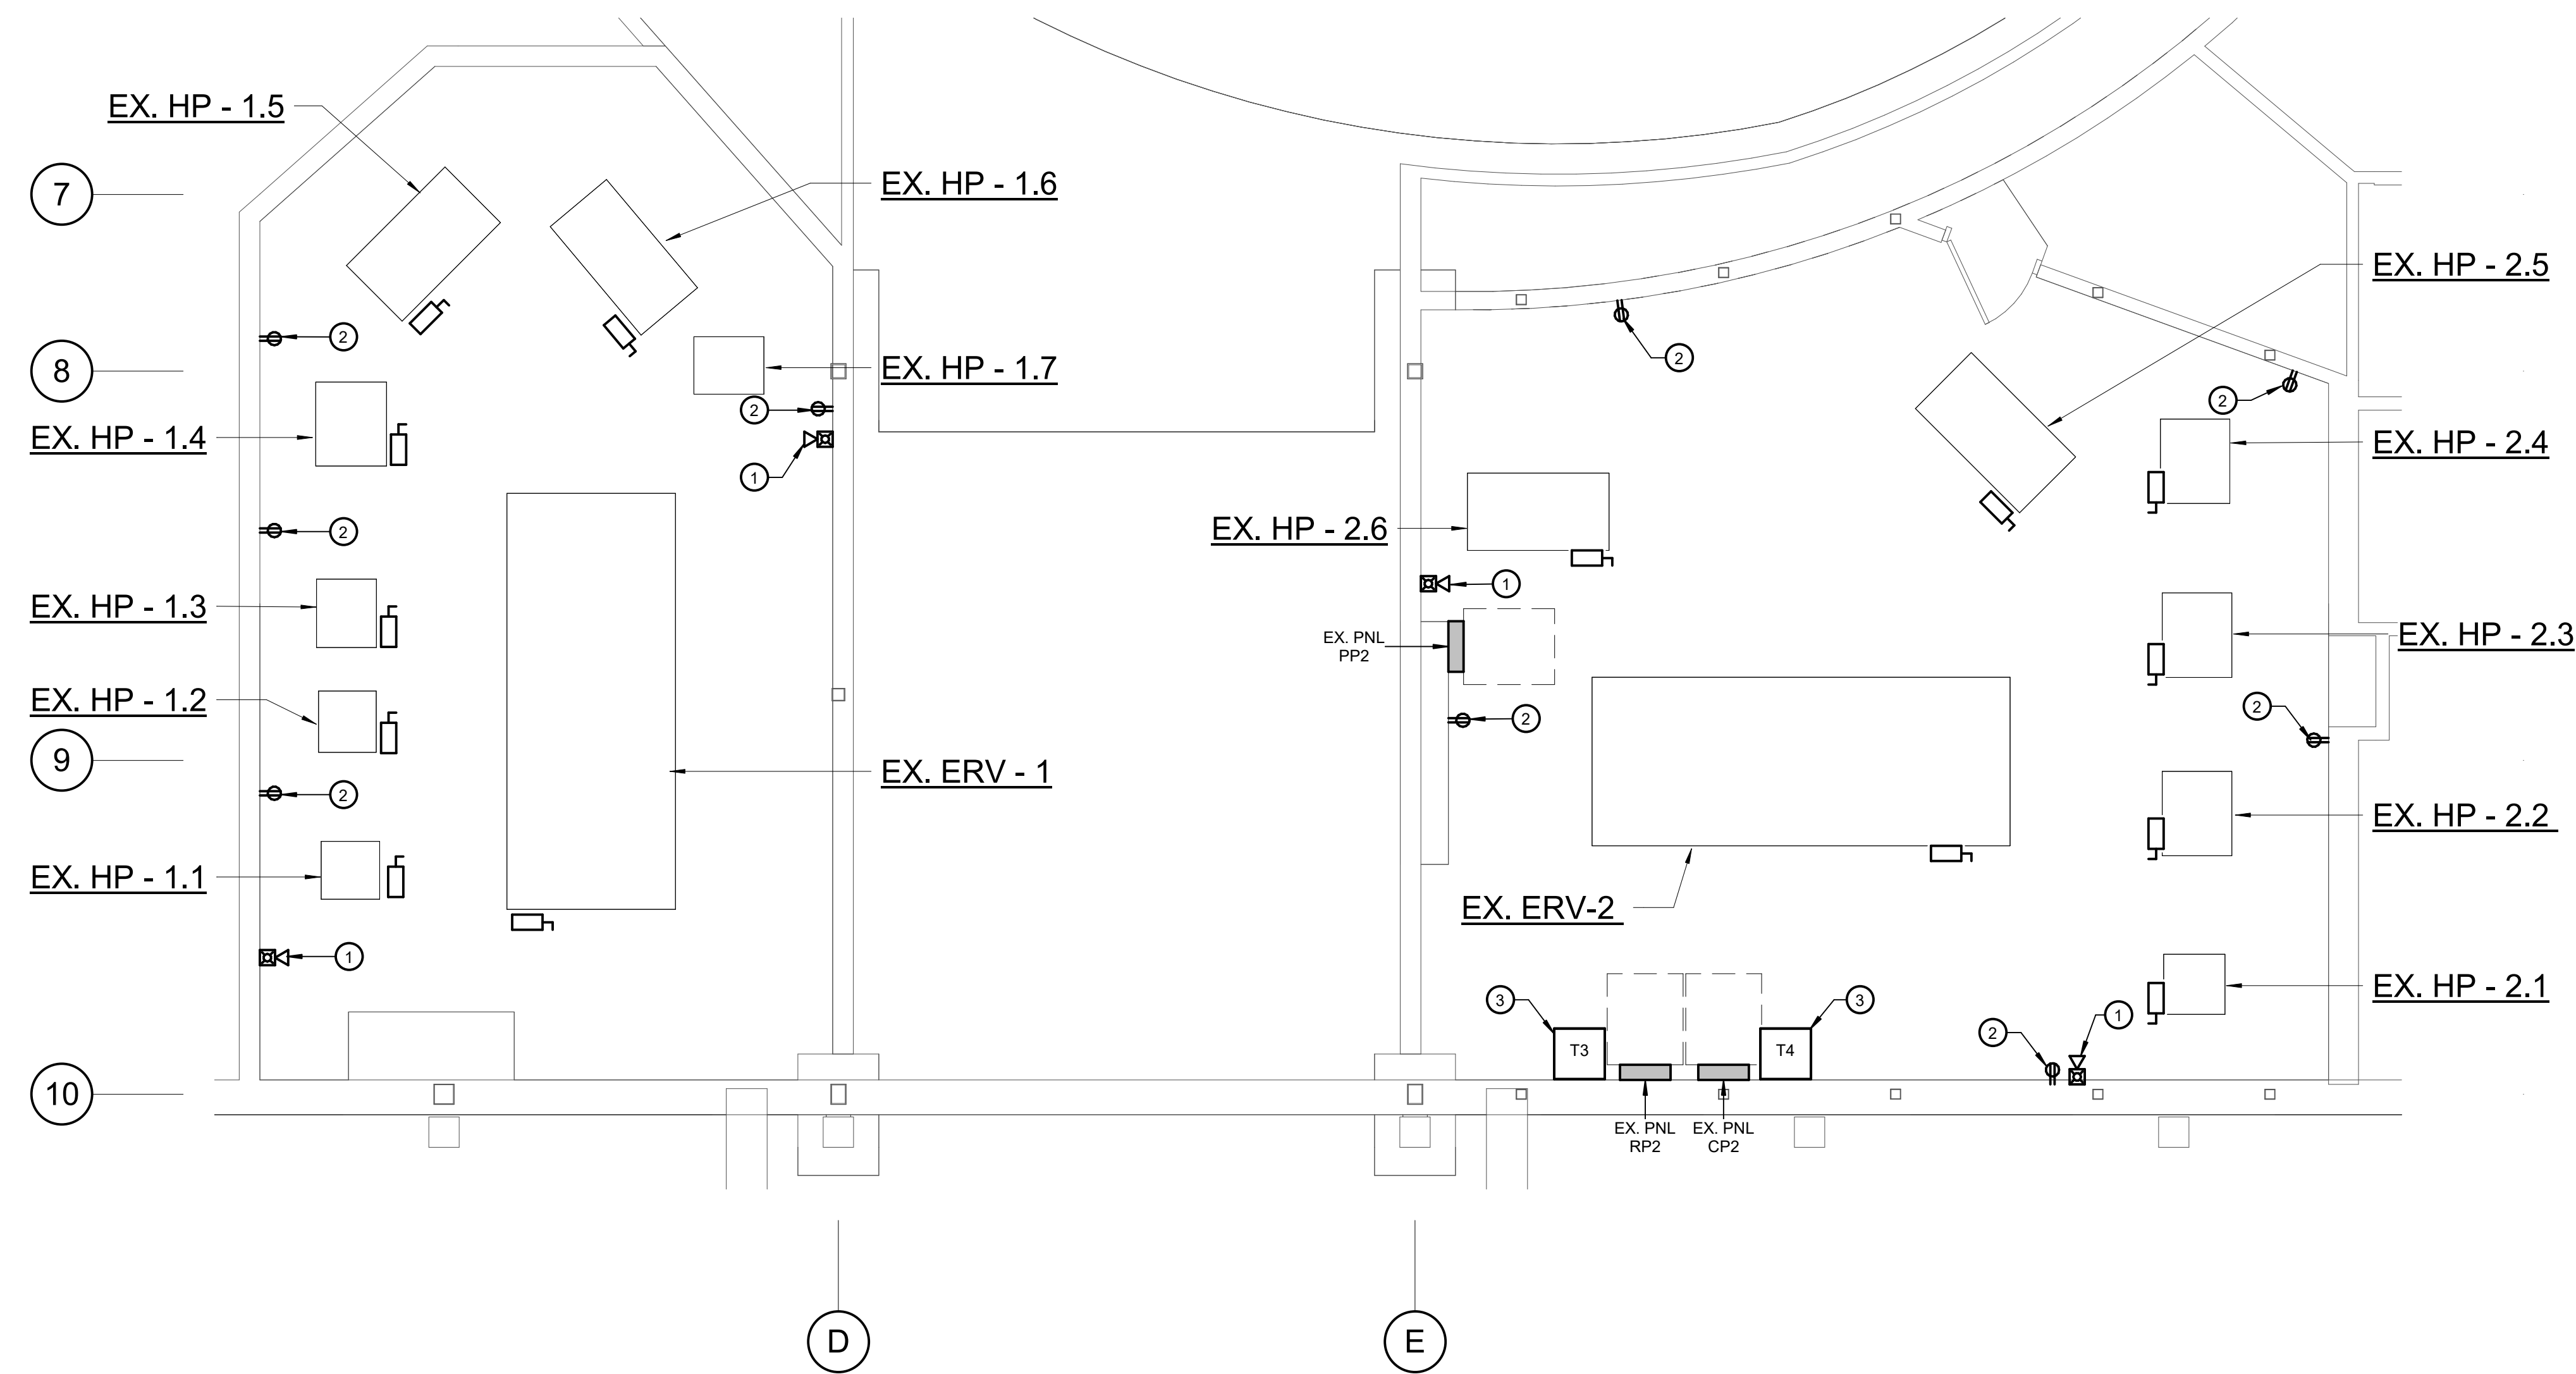 EX. HP - 1.5
7
EX. HP - 1.6
EX. HP - 2.5
2
8
2
EX. HP - 1.7
2
2
EX. HP - 1.4
EX. HP - 2.4
1
2
EX. HP - 2.6
1
EX. HP - 1.3
EX. PNL
PP2
EX. HP - 2.3
EX. HP - 1.2
2
2
9
EX. ERV - 1
2
EX. HP - 2.2
EX. HP - 1.1
EX. ERV-2
1
3
3
EX. HP - 2.1
1
2
T3
T4
10
EX. PNL
RP2
EX. PNL
CP2
D
E